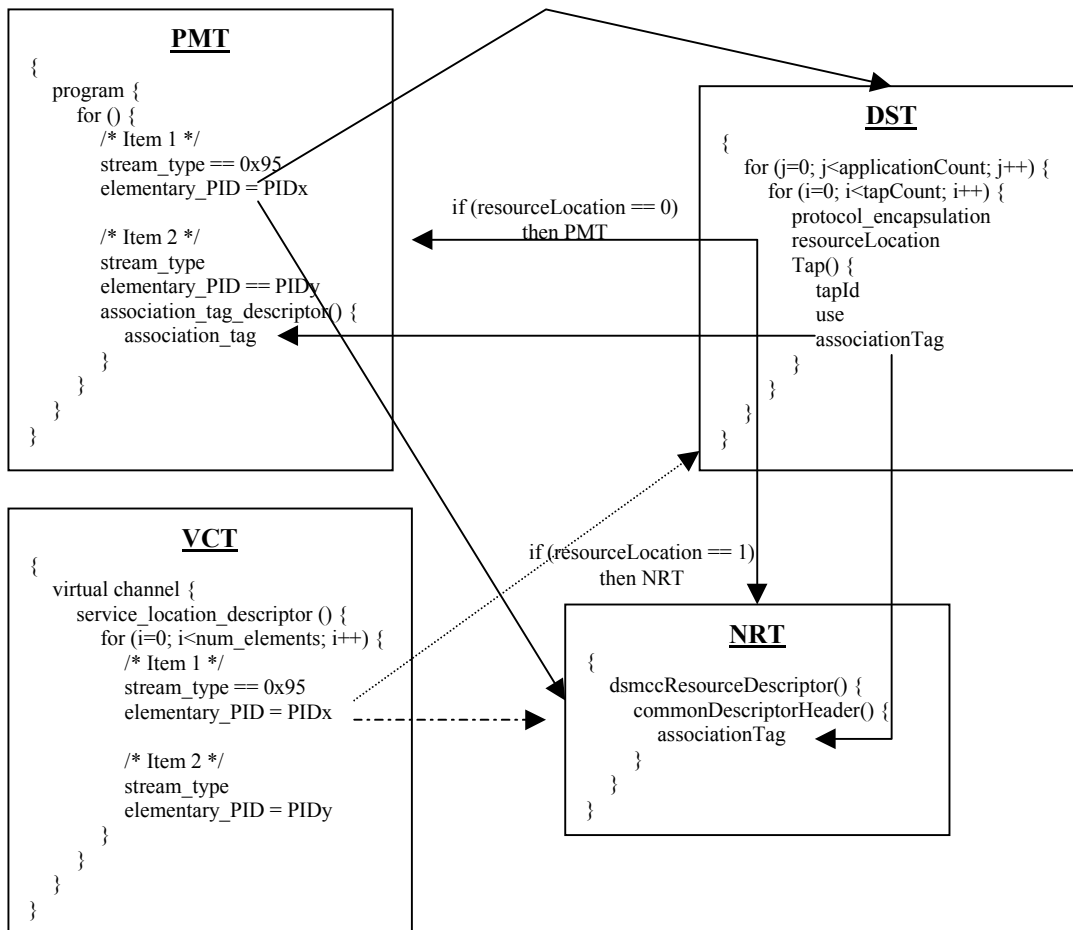 PMT
{
program {
for () {
/* Item 1 */
stream_type == 0x95
elementary_PID = PIDx
/* Item 2 */
stream_type
elementary_PID == PIDy
association_tag_descriptor() {
association_tag
}
}
}
}
if (resourceLocation == 0)
then PMT
DST
{
for (j=0; j<applicationCount; j++) {
for (i=0; i<tapCount; i++) {
protocol_encapsulation
resourceLocation
Tap() {
tapId
use
associationTag
}
}
}
}
VCT
{
virtual channel {
service_location_descriptor () {
for (i=0; i<num_elements; i++) {
/* Item 1 */
stream_type == 0x95
elementary_PID = PIDx
/* Item 2 */
stream_type
elementary_PID = PIDy
}
}
}
}
if (resourceLocation == 1)
then NRT
NRT
{
dsmccResourceDescriptor() {
commonDescriptorHeader() {
associationTag
}
}
}